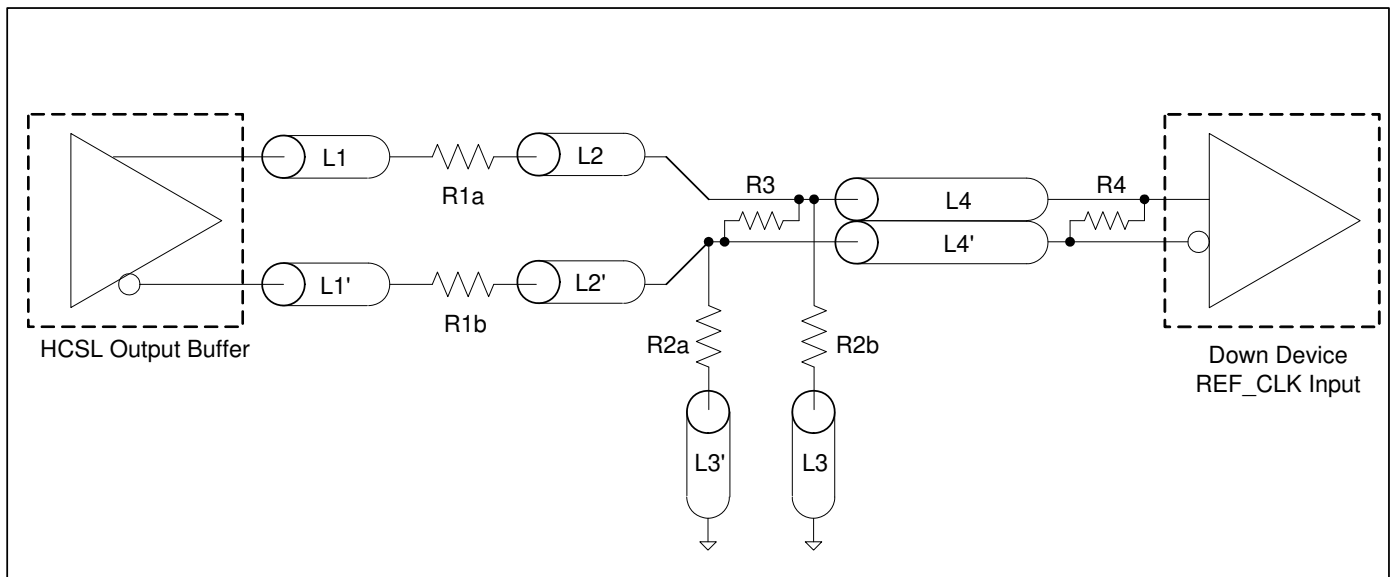 L1
L2
R1a
R3
L4
R4
L4'
L1'
L2'
R1b
HCSL Output Buffer
R2a
R2b
Down Device
REF_CLK Input
L3'
L3